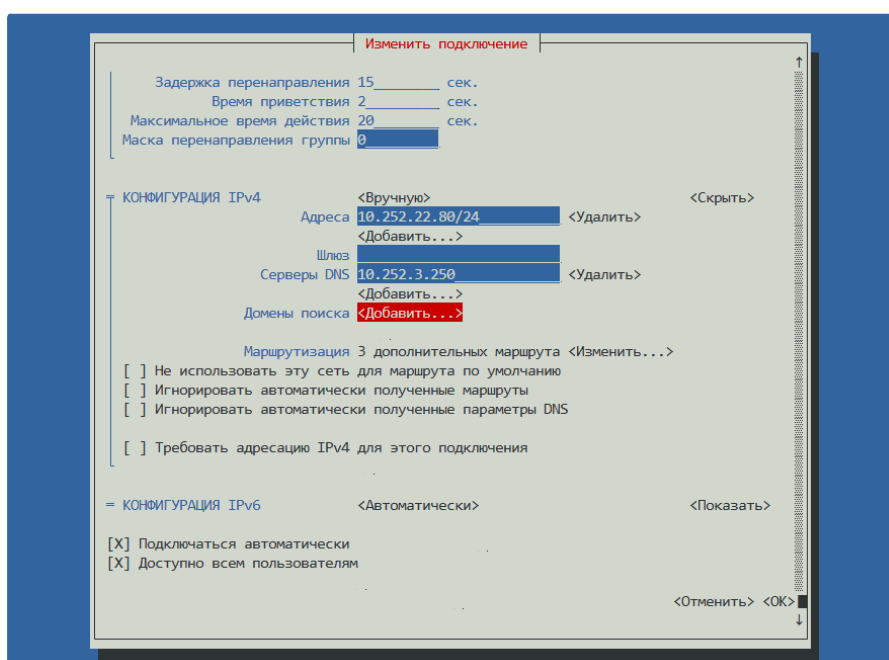 Изменить подключение
Задержка перенаправления 15 сек.
Время приветствия 2 сек.
Максимальное время действия 20 сек.
Маска перенаправления группы 0
КОНФИГУРАЦИЯ IPv4 <Вручную> <Скрыть>
Адреса 10.252.22.80/24 <Удалить>
<Добавить...>
Шлюз
Серверы DNS 10.252.3.250 <Удалить>
<Добавить...>
Домены поиска <Добавить...>
Маршрутизация 3 дополнительных маршрута <Изменить...>
[ ] Не использовать эту сеть для маршрута по умолчанию
[ ] Игнорировать автоматически полученные маршруты
[ ] Игнорировать автоматически полученные параметры DNS
[ ] Требовать адресацию IPv4 для этого подключения
= КОНФИГУРАЦИЯ IPv6 <Автоматически> <Показать>
[X] Подключаться автоматически
[X] Доступно всем пользователям
<Отменить> <OK>